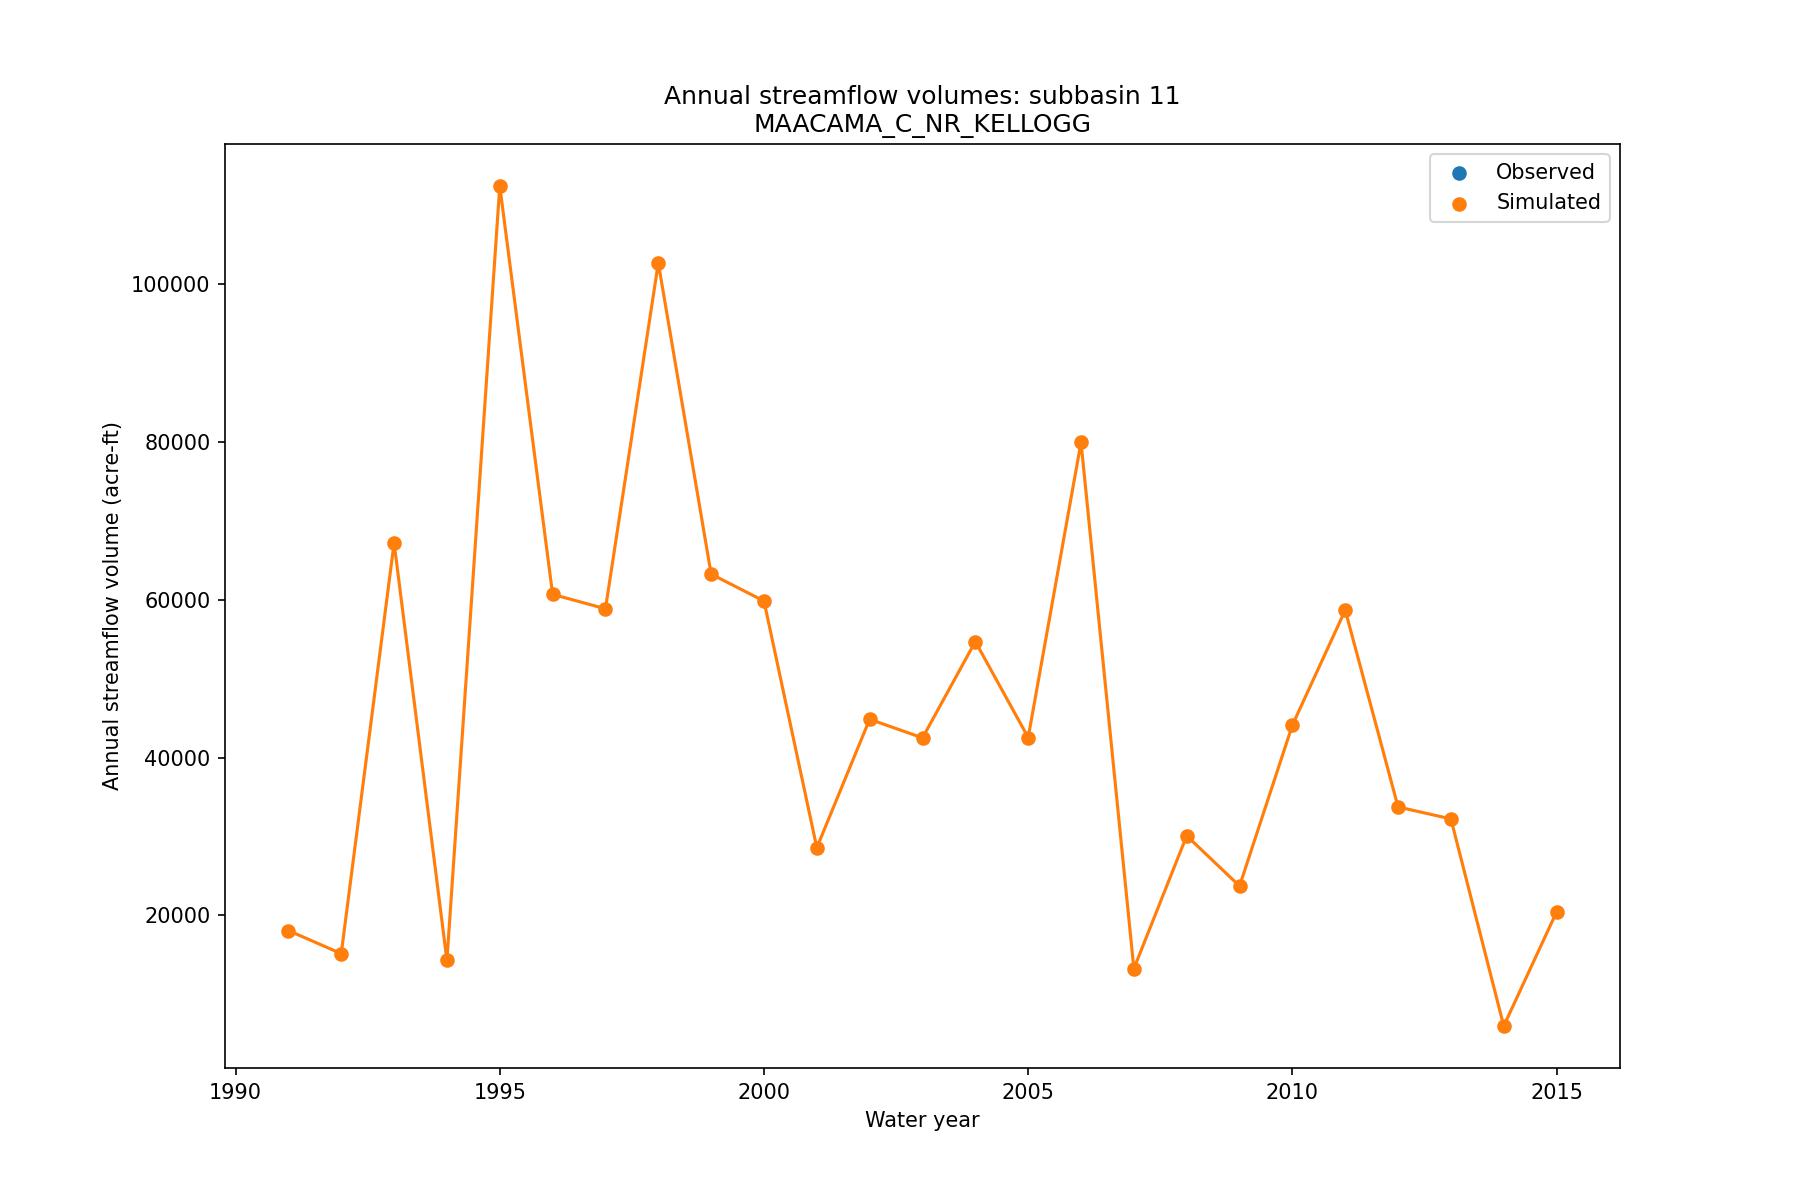 Annual streamflow volumes: subbasin 11
MAACAMA_C_NR_KELLOGG
Observed
Simulated
Annual streamflow volume (acre-ft)
100000
80000
60000
40000
20000
1990
1995
2000
2005
2010
2015
Water year